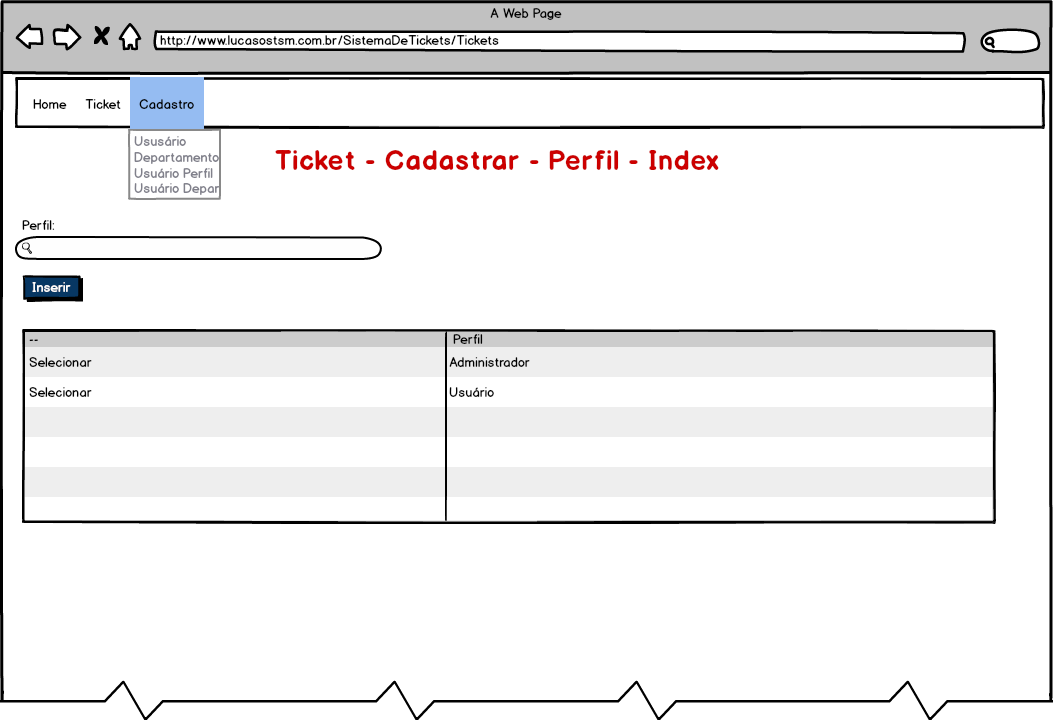 A Web Page
http://www.lucasostsm.com.br/SistemaDeTickets/Tickets
Home Ticket Cadastro
Ususário
Departamento
Usuário Perfil
Usuário Depar
Ticket - Cadastrar - Perfil - Index
Perfil:
Inserir
-- Perfil
Selecionar Administrador
Selecionar Usuário